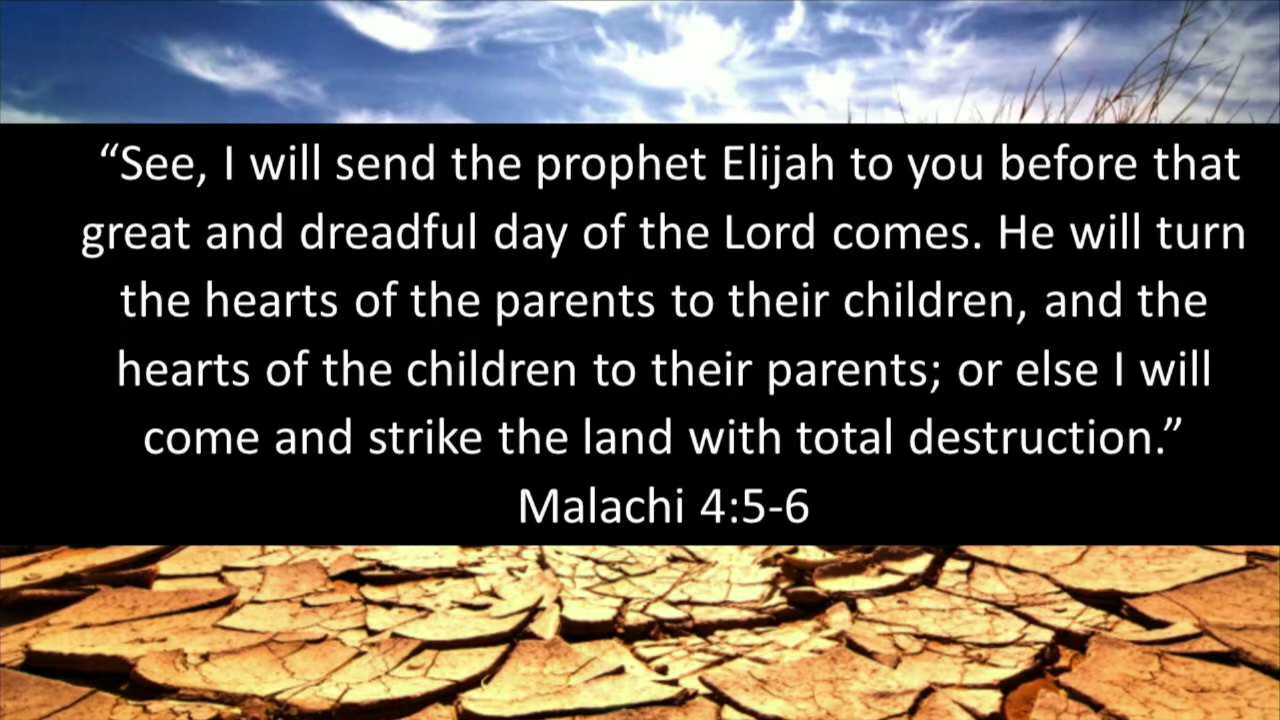 “See, I will send the prophet Elijah to you before that
great and dreadful day of the Lord comes. He will turn
the hearts of the parents to their children, and the
hearts of the children to their parents; or else I will
come and strike the land with total destruction.”
Malachi 4:5-6